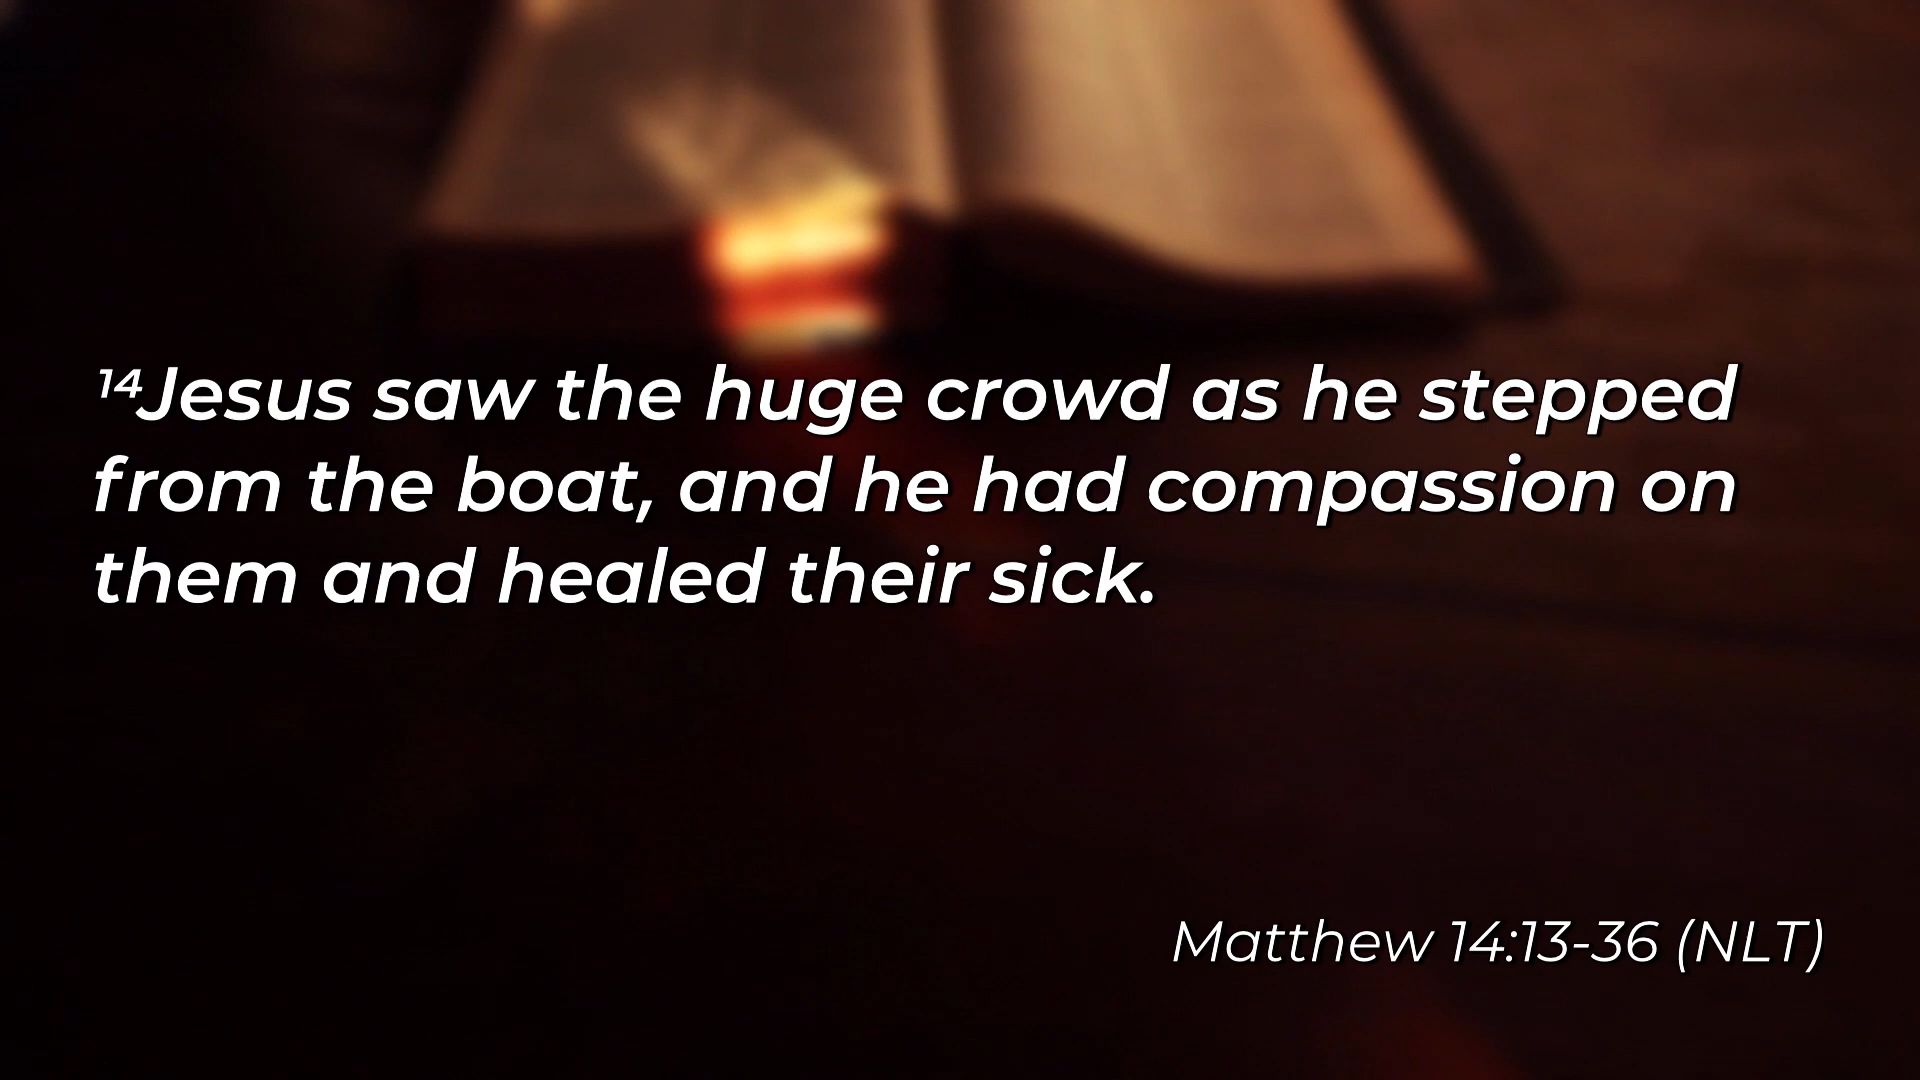 ¹⁴Jesus saw the huge crowd as he stepped
from the boat, and he had compassion on
them and healed their sick.
Matthew 14:13-36 (NLT)